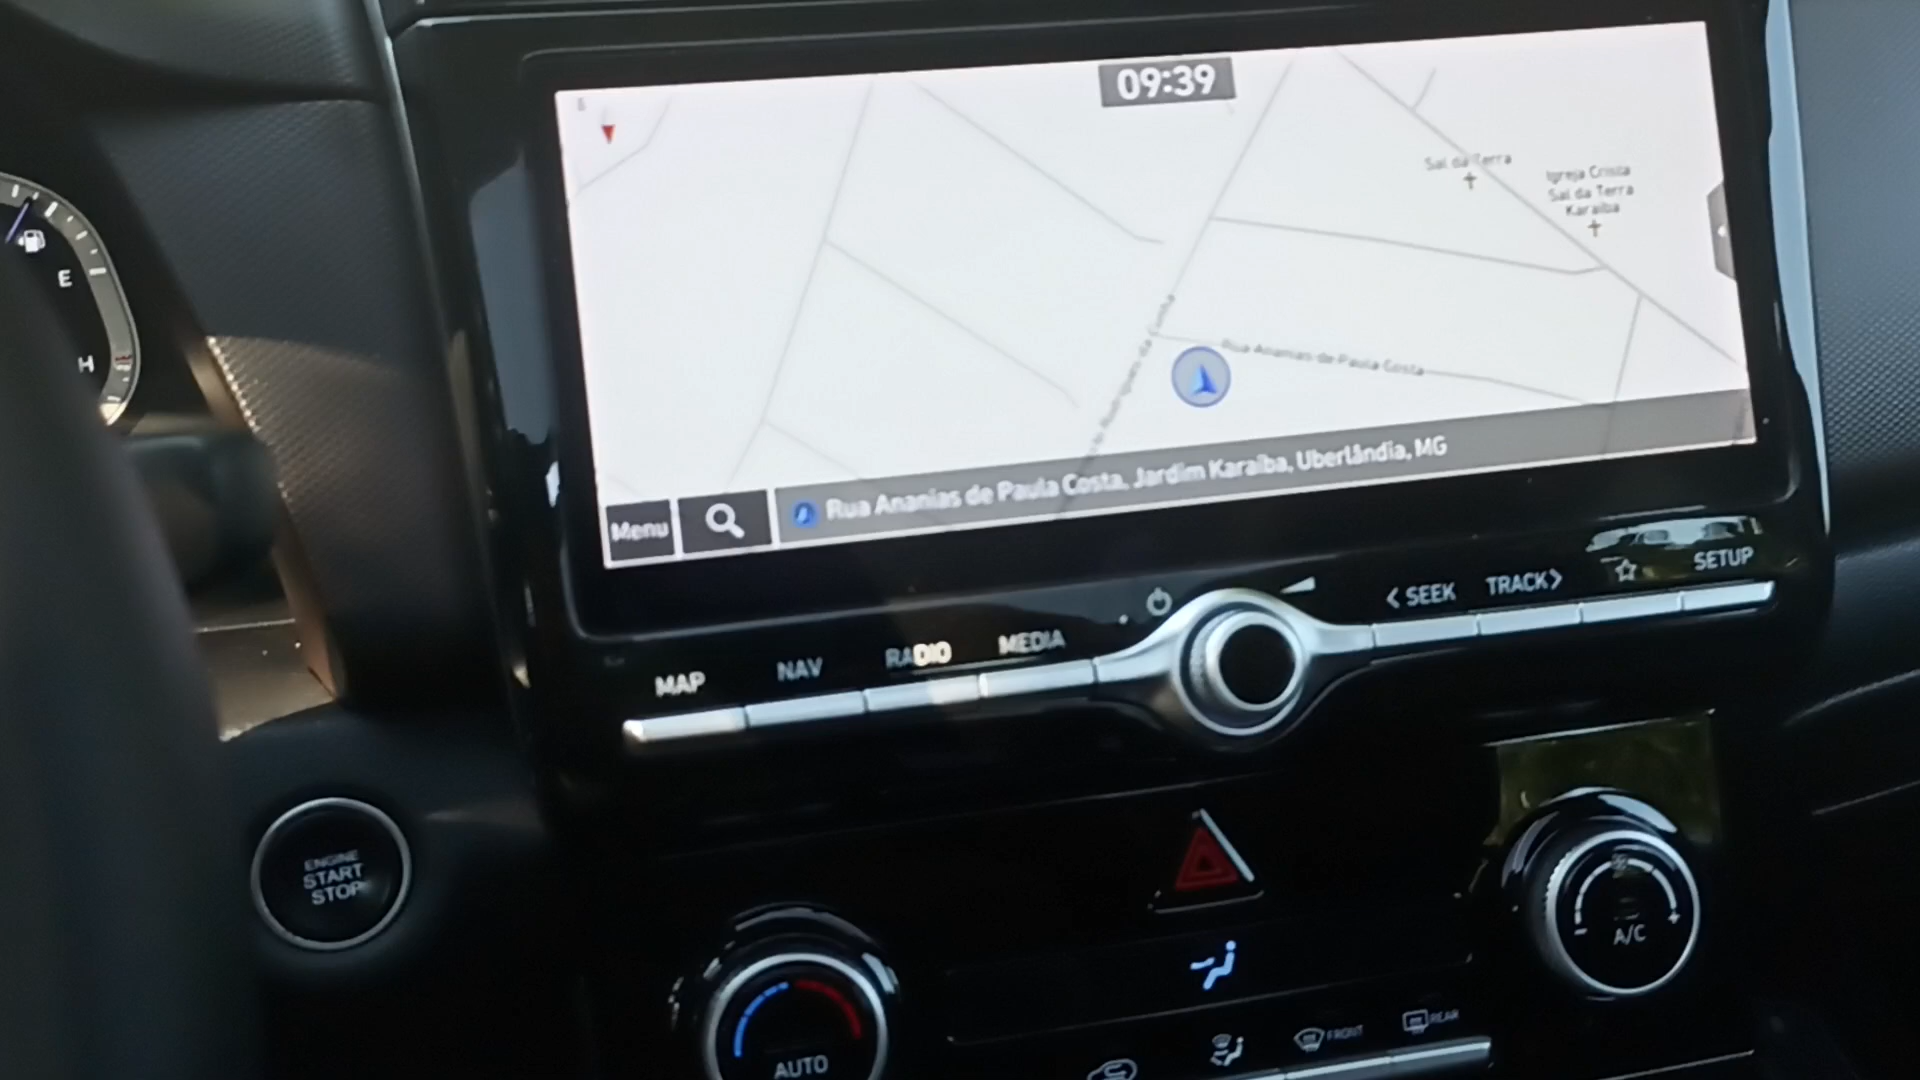 09:39
Sal da Terra
Igreja Crista
Sal da Terra
Karaiba
E
H
Rua Ananias de Paula Costa
Menu
Rua Ananias de Paula Costa, Jardim Karaíba, Uberlândia, MG
MAP
NAV
RADIO
MEDIA
SEEK
TRACK
SETUP
ENGINE
START
STOP
A/C
AUTO
FRONT
REAR